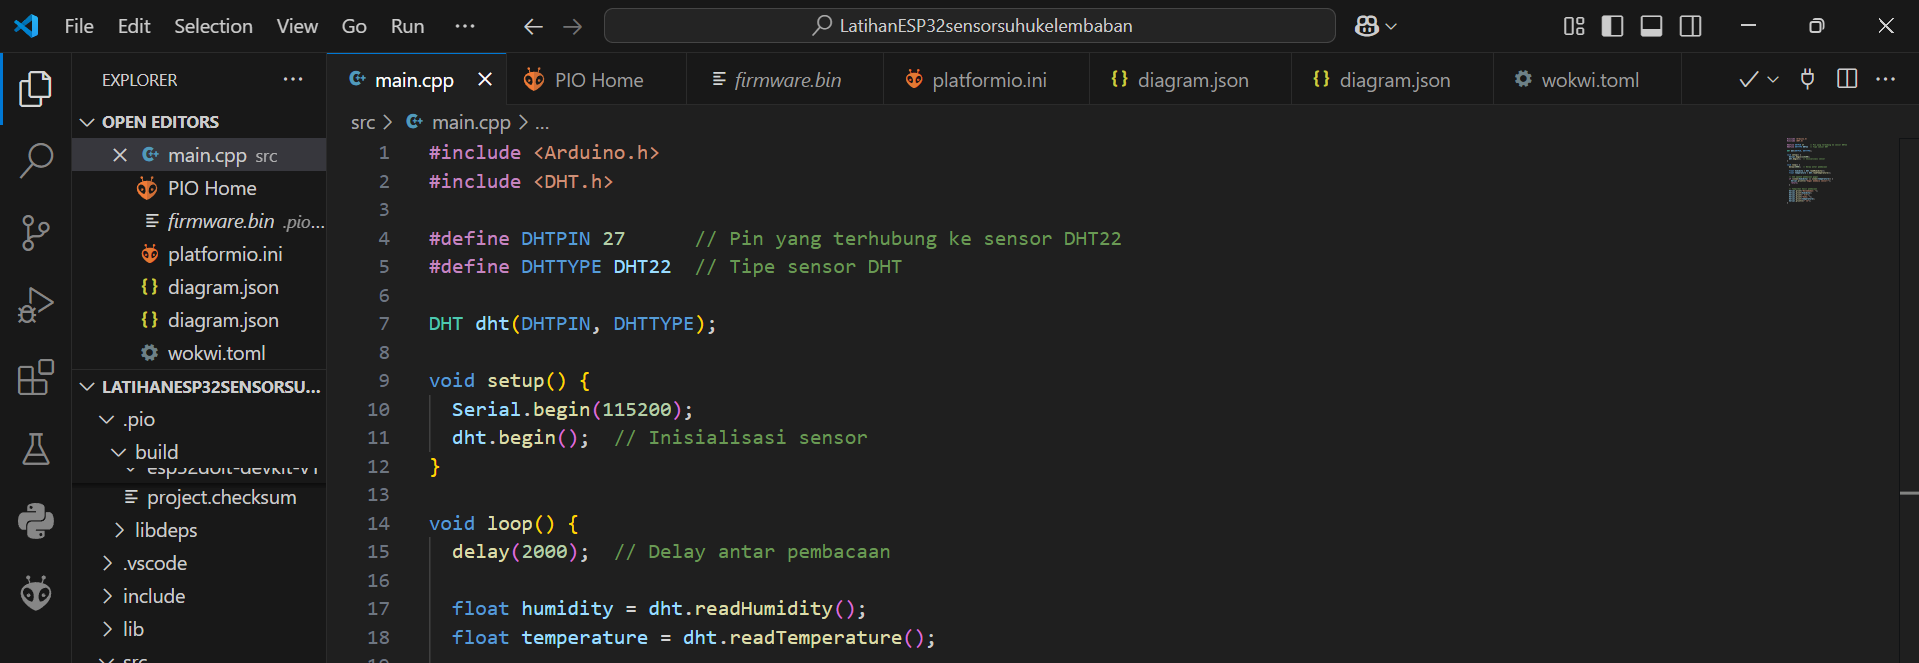 File Edit Selection View Go Run ··· LatihanESP32sensorsuhukelembaban
EXPLORER
main.cpp PIO Home firmware.bin platformio.ini diagram.json diagram.json wokwi.toml
OPEN EDITORS
main.cpp src
PIO Home
firmware.bin .pio...
platformio.ini
diagram.json
diagram.json
wokwi.toml
LATIHANESP32SENSORSU...
.pio
build
esp32doit-devkit-v1
project.checksum
libdeps
.vscode
include
lib
src
src > main.cpp > ...
1 #include <Arduino.h>
2 #include <DHT.h>
3
4 #define DHTPIN 27      // Pin yang terhubung ke sensor DHT22
5 #define DHTTYPE DHT22  // Tipe sensor DHT
6
7 DHT dht(DHTPIN, DHTTYPE);
8
9 void setup() {
10   Serial.begin(115200);
11   dht.begin();  // Inisialisasi sensor
12 }
13
14 void loop() {
15   delay(2000);  // Delay antar pembacaan
16
17   float humidity = dht.readHumidity();
18   float temperature = dht.readTemperature();